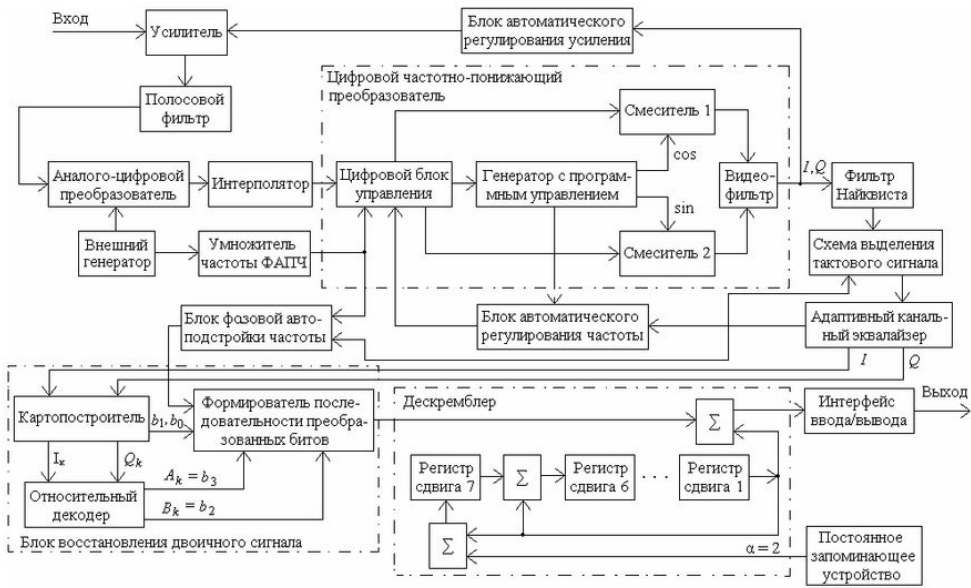 Вход
Усилитель
Блок автоматического
регулирования усиления
Полосовой
фильтр
Цифровой частотно-понижающий
преобразователь
Смеситель 1
cos
Аналого-цифровой
преобразователь
Интерполятор
Цифровой блок
управления
Генератор с програм-
мным управлением
Видео-
фильтр
I,Q
Фильтр
Найквиста
sin
Внешний
генератор
Умножитель
частоты ФАПЧ
Смеситель 2
Схема выделения
тактового сигнала
Блок фазовой авто-
подстройки частоты
Блок автоматического
регулирования частоты
Адаптивный каналь-
ный эквалайзер
I
Q
Картопостроитель
b₁, b₀
Формирователь после-
довательности преобра-
зованных битов
Дескремблер
Σ
Интерфейс
ввода/вывода
Выход
Iк
Qk
Ak = b₃
Относительный
декодер
Bk = b₂
Регистр
сдвига 7
Σ
Регистр
сдвига 6
· · ·
Регистр
сдвига 1
Блок восстановления двоичного сигнала
Σ
α = 2
Постоянное
запоминающее
устройство